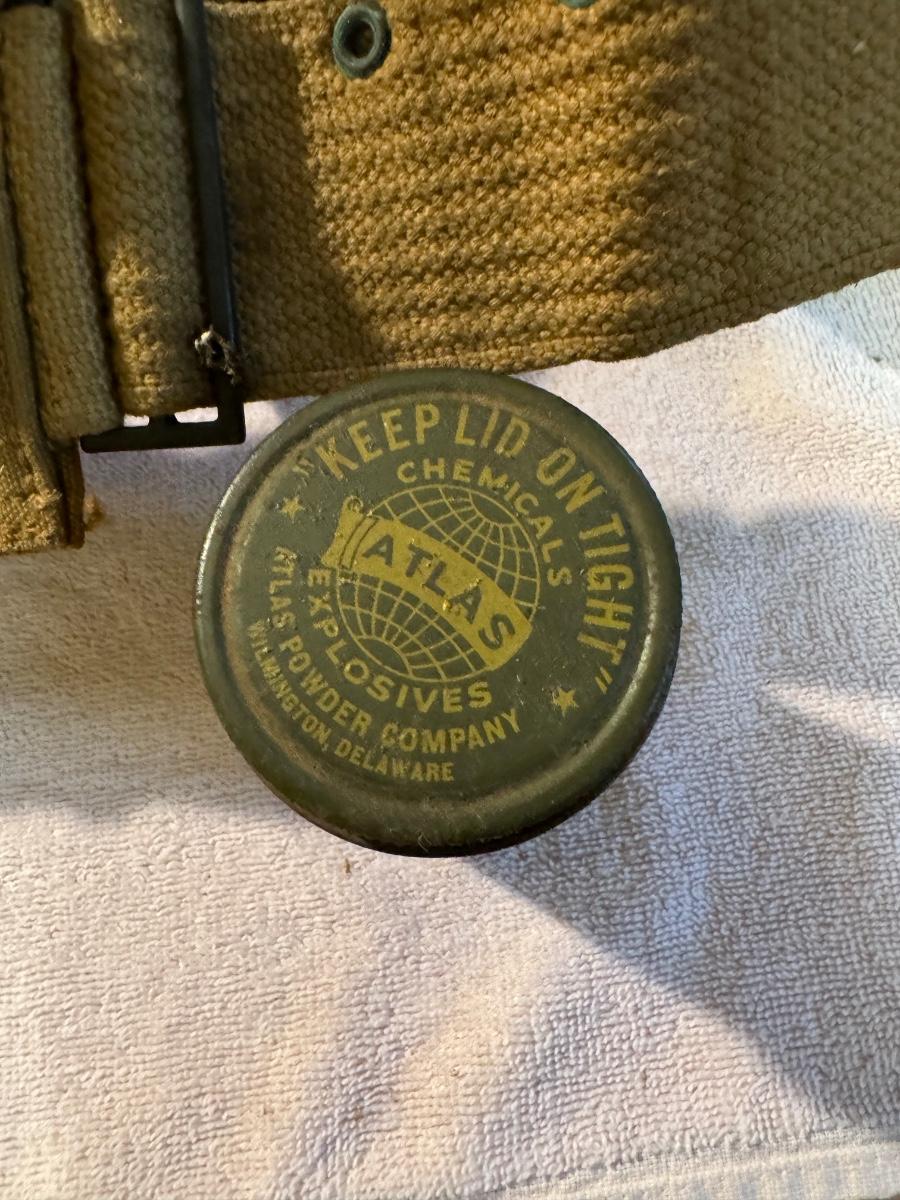 "KEEP LID ON TIGHT"
CHEMICALS
ATLAS
EXPLOSIVES
ATLAS POWDER COMPANY
WILMINGTON, DELAWARE